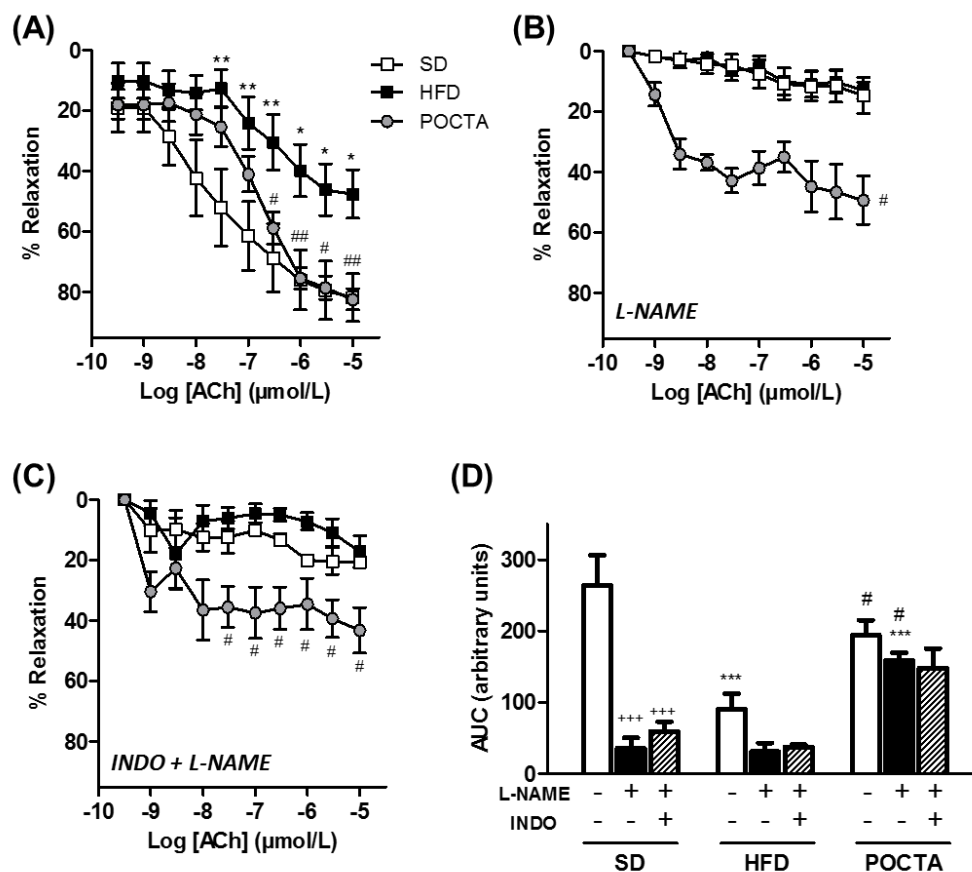 (A)
0
20
40
60
80
% Relaxation
** ** ** * * *
# ## # ##
SD
HFD
POCTA
-10 -9 -8 -7 -6 -5
Log [ACh] (µmol/L)
(B)
0
20
40
60
80
% Relaxation
#
L-NAME
-10 -9 -8 -7 -6 -5
Log [ACh] (µmol/L)
(C)
0
20
40
60
80
% Relaxation
# # # # # #
INDO + L-NAME
-10 -9 -8 -7 -6 -5
Log [ACh] (µmol/L)
(D)
300
200
100
0
AUC (arbitrary units)
# #
***
+++ +++ ***
L-NAME - + + - + + - + +
INDO - - + - - + - - +
SD HFD POCTA